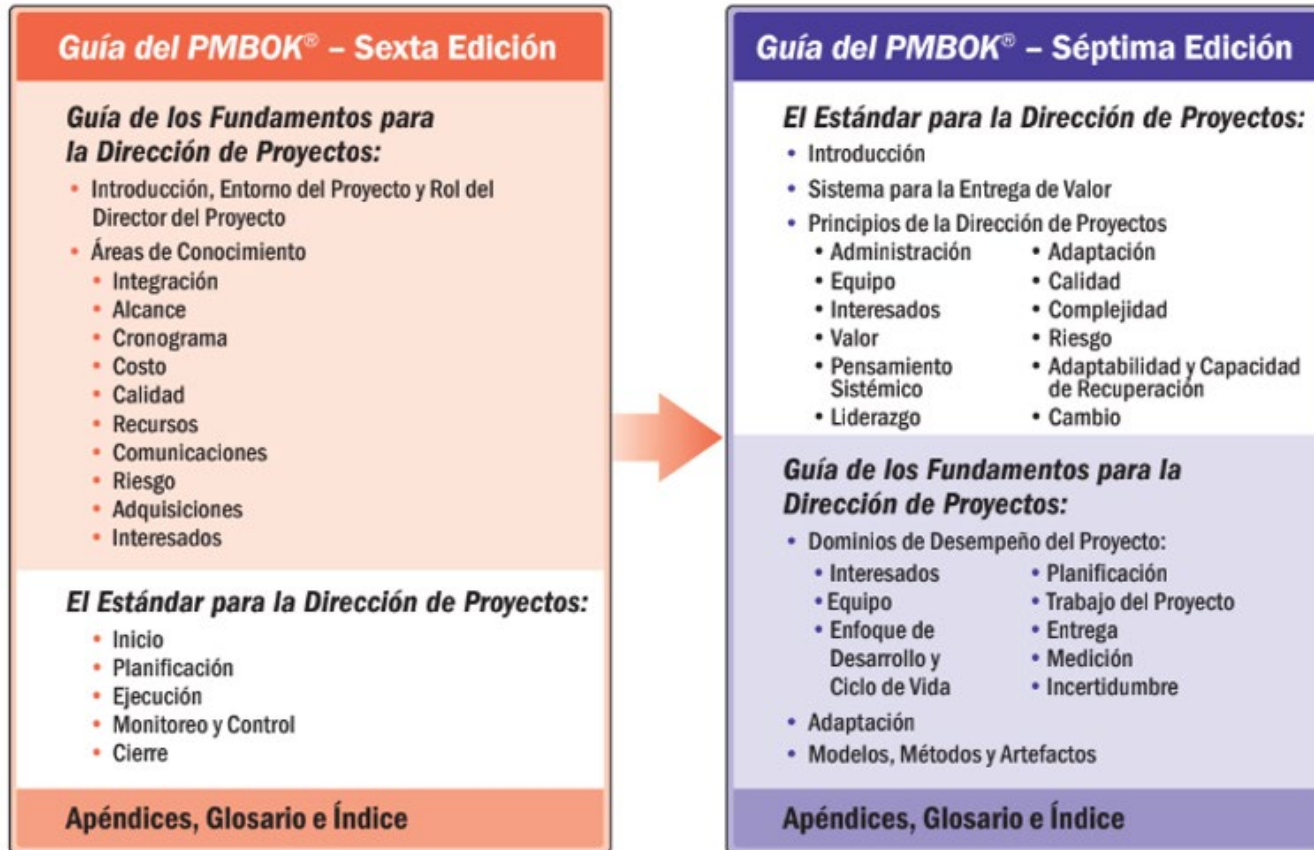 Guía del PMBOK® – Sexta Edición
Guía de los Fundamentos para
la Dirección de Proyectos:
• Introducción, Entorno del Proyecto y Rol del
Director del Proyecto
• Áreas de Conocimiento
• Integración
• Alcance
• Cronograma
• Costo
• Calidad
• Recursos
• Comunicaciones
• Riesgo
• Adquisiciones
• Interesados
El Estándar para la Dirección de Proyectos:
• Inicio
• Planificación
• Ejecución
• Monitoreo y Control
• Cierre
Apéndices, Glosario e Índice
Guía del PMBOK® – Séptima Edición
El Estándar para la Dirección de Proyectos:
• Introducción
• Sistema para la Entrega de Valor
• Principios de la Dirección de Proyectos
• Administración
• Equipo
• Interesados
• Valor
• Pensamiento
Sistémico
• Liderazgo
• Adaptación
• Calidad
• Complejidad
• Riesgo
• Adaptabilidad y Capacidad
de Recuperación
• Cambio
Guía de los Fundamentos para la
Dirección de Proyectos:
• Dominios de Desempeño del Proyecto:
• Interesados
• Equipo
• Enfoque de
Desarrollo y
Ciclo de Vida
• Planificación
• Trabajo del Proyecto
• Entrega
• Medición
• Incertidumbre
• Adaptación
• Modelos, Métodos y Artefactos
Apéndices, Glosario e Índice